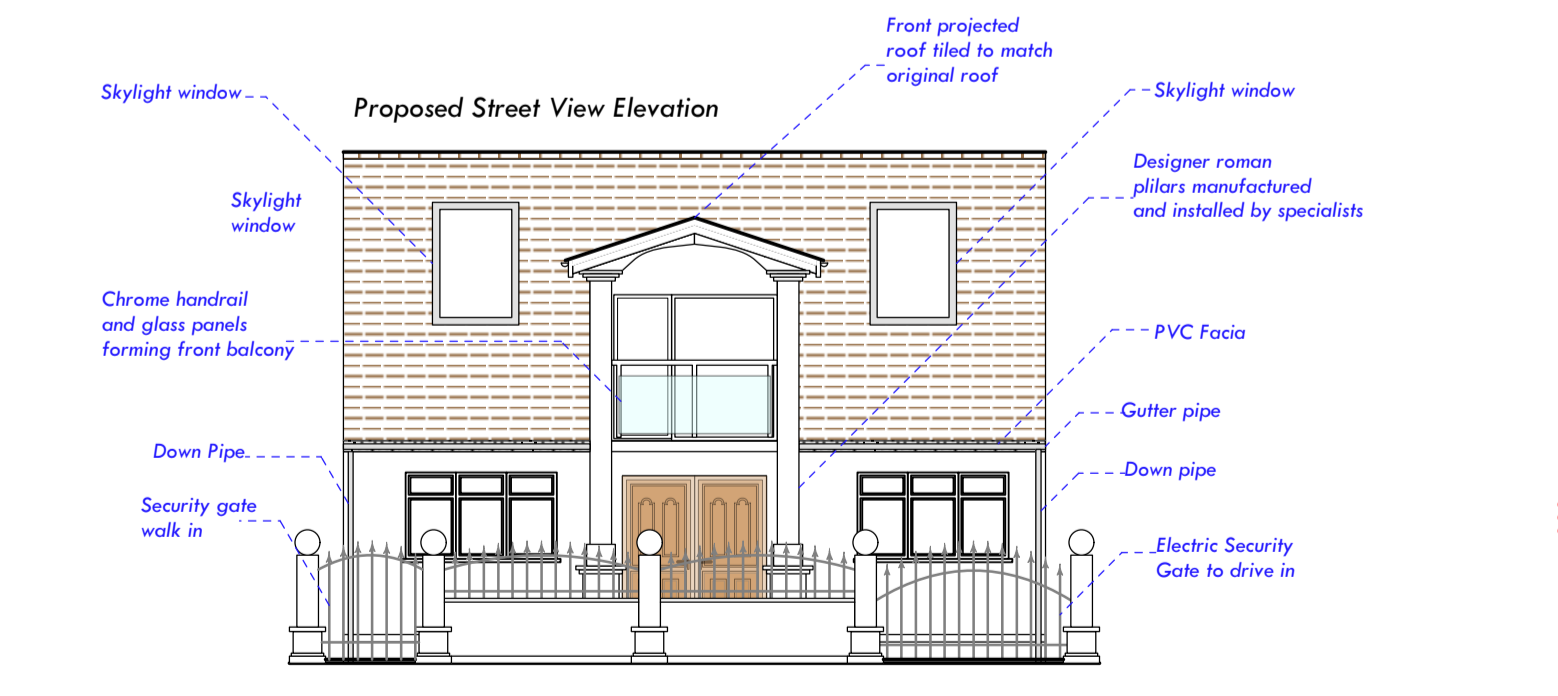 Front projected
roof tiled to match
original roof
Skylight window
Proposed Street View Elevation
Skylight window
Designer roman
plilars manufactured
and installed by specialists
Skylight
window
Chrome handrail
and glass panels
forming front balcony
PVC Facia
Gutter pipe
Down Pipe
Down pipe
Security gate
walk in
Electric Security
Gate to drive in